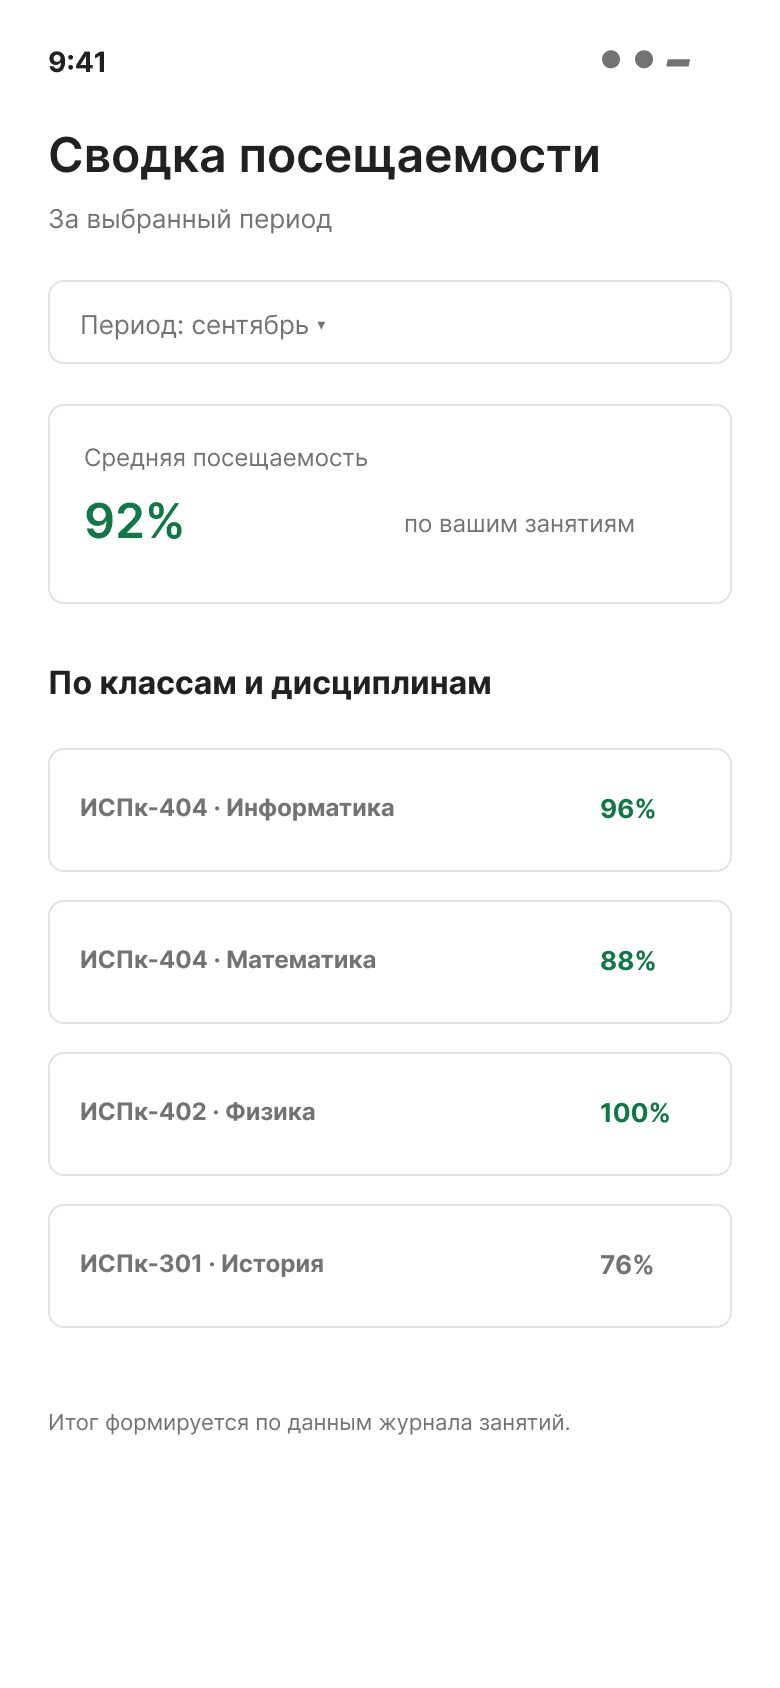 9:41
Сводка посещаемости
За выбранный период
Период: сентябрь ▾
Средняя посещаемость
92% по вашим занятиям
По классам и дисциплинам
ИСПк-404 · Информатика 96%
ИСПк-404 · Математика 88%
ИСПк-402 · Физика 100%
ИСПк-301 · История 76%
Итог формируется по данным журнала занятий.